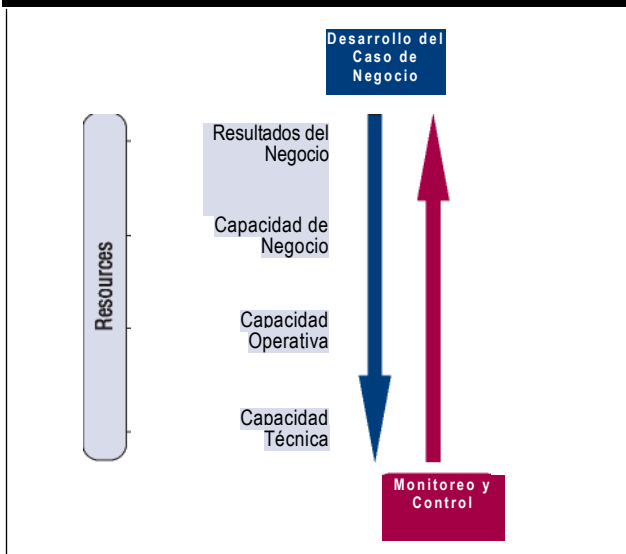 Desarrollo del
Caso de
Negocio
Resultados del
Negocio
Capacidad de
Negocio
Resources
Capacidad
Operativa
Capacidad
Técnica
Monitoreo y
Control